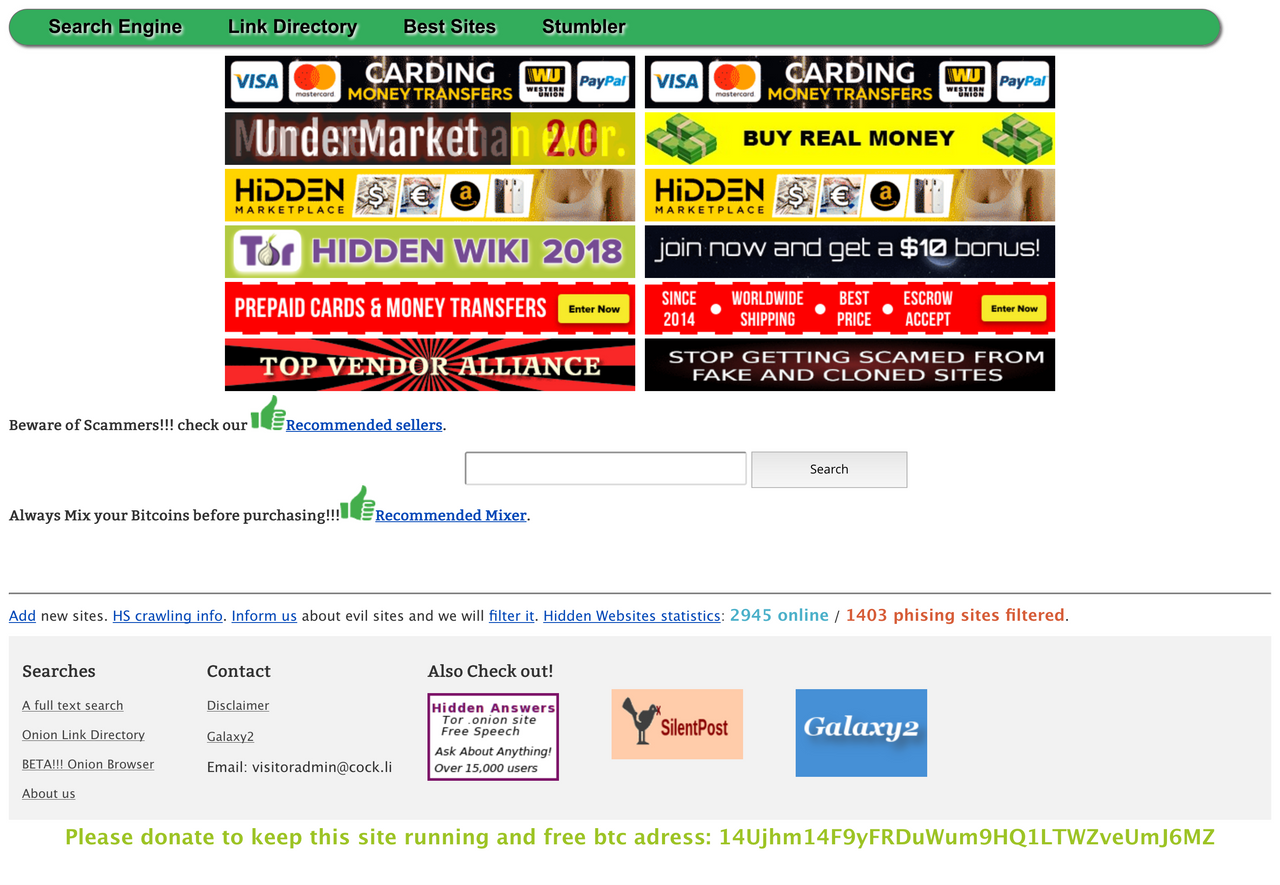 Search Engine Link Directory Best Sites Stumbler
VISA mastercard CARDING MONEY TRANSFERS WU WESTERN UNION PayPal
VISA mastercard CARDING MONEY TRANSFERS WU WESTERN UNION PayPal
UnderMarket 2.0 than ever.
BUY REAL MONEY
HiDDEN MARKETPLACE $ € a
HiDDEN MARKETPLACE $ € a
Tor HIDDEN WIKI 2018
join now and get a $10 bonus!
PREPAID CARDS & MONEY TRANSFERS Enter Now
SINCE 2014 WORLDWIDE SHIPPING BEST PRICE ESCROW ACCEPT Enter Now
TOP VENDOR ALLIANCE
STOP GETTING SCAMED FROM
FAKE AND CLONED SITES
Beware of Scammers!!! check our Recommended sellers.
Search
Always Mix your Bitcoins before purchasing!!! Recommended Mixer.
Add new sites. HS crawling info. Inform us about evil sites and we will filter it. Hidden Websites statistics: 2945 online / 1403 phising sites filtered.
Searches
A full text search
Onion Link Directory
BETA!!! Onion Browser
About us
Contact
Disclaimer
Galaxy2
Email: visitoradmin@cock.li
Also Check out!
Hidden Answers
Tor .onion site
Free Speech
Ask About Anything!
Over 15,000 users
SilentPost
Galaxy2
Please donate to keep this site running and free btc adress: 14Ujhm14F9yFRDuWum9HQ1LTWZveUmJ6MZ